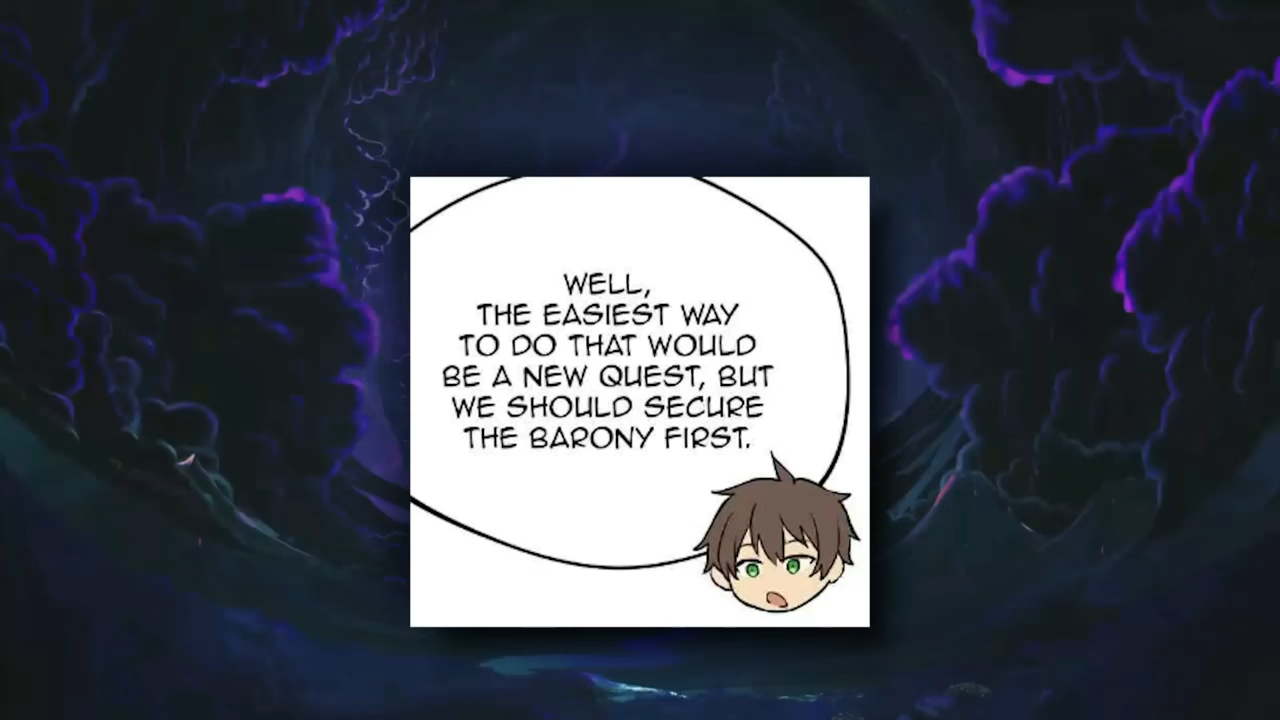 WELL,
THE EASIEST WAY
TO DO THAT WOULD
BE A NEW QUEST, BUT
WE SHOULD SECURE
THE BARONY FIRST.